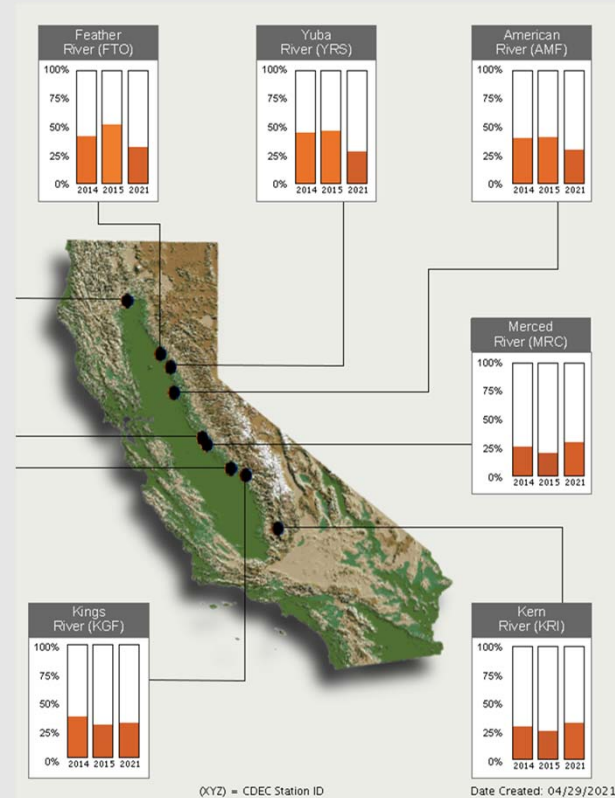 Feather
River (FTO)
100%
75%
50%
25%
0%
2014 2015 2021
Yuba
River (YRS)
100%
75%
50%
25%
0%
2014 2015 2021
American
River (AMF)
100%
75%
50%
25%
0%
2014 2015 2021
Merced
River (MRC)
100%
75%
50%
25%
0%
2014 2015 2021
Kings
River (KGF)
100%
75%
50%
25%
0%
2014 2015 2021
Kern
River (KRI)
100%
75%
50%
25%
0%
2014 2015 2021
(XYZ) = CDEC Station ID
Date Created: 04/29/2021